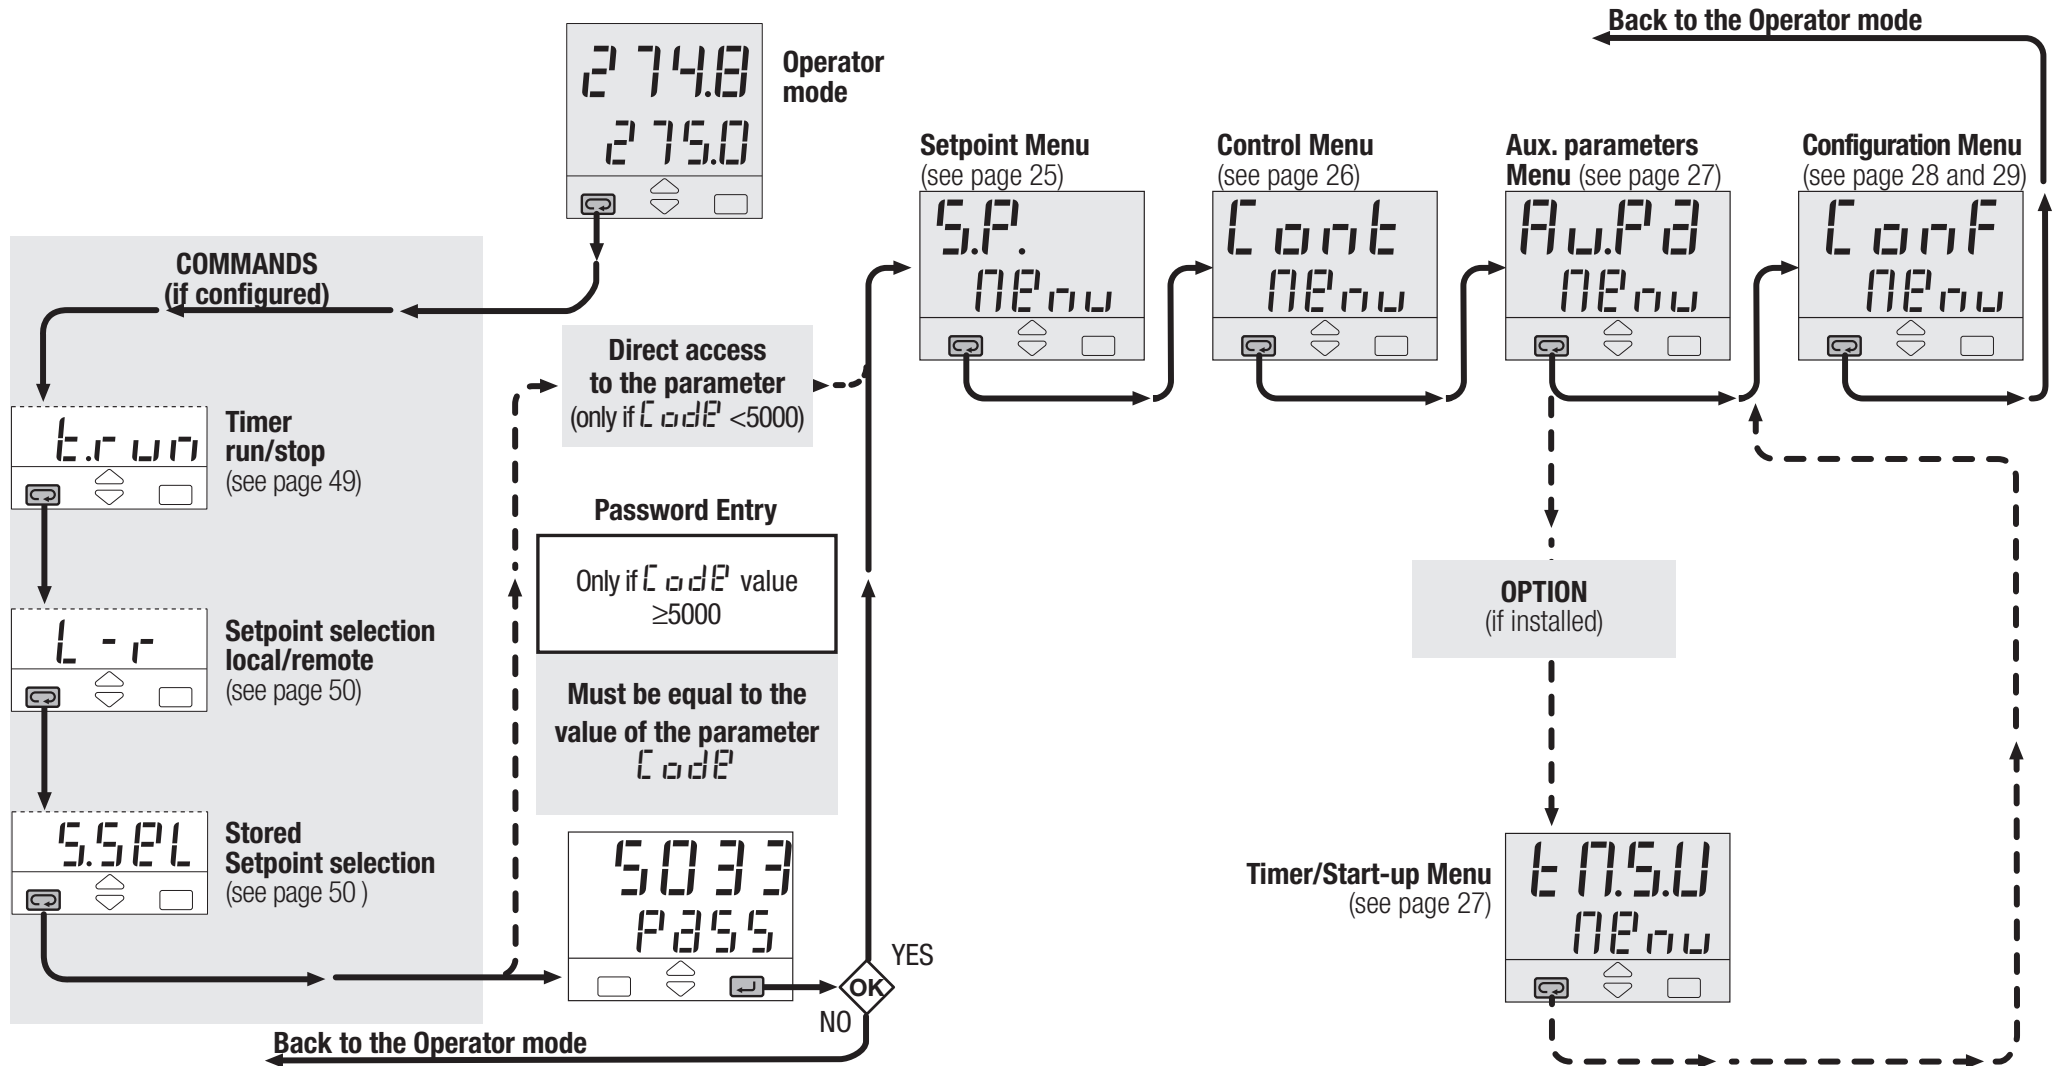 274.8
275.0
Operator
mode
COMMANDS
(if configured)
t.run
Timer
run/stop
(see page 49)
L-r
Setpoint selection
local/remote
(see page 50)
S.SEL
Stored
Setpoint selection
(see page 50 )
Direct access
to the parameter
(only if Code <5000)
Password Entry
Only if Code value
≥5000
Must be equal to the
value of the parameter
Code
5033
PaSS
OK
YES
NO
Back to the Operator mode
Setpoint Menu
(see page 25)
S.P.
MEnu
Control Menu
(see page 26)
Cont
MEnu
Aux. parameters
Menu (see page 27)
Au.Pa
MEnu
Configuration Menu
(see page 28 and 29)
ConF
MEnu
Back to the Operator mode
OPTION
(if installed)
Timer/Start-up Menu
(see page 27)
tM.S.U
MEnu